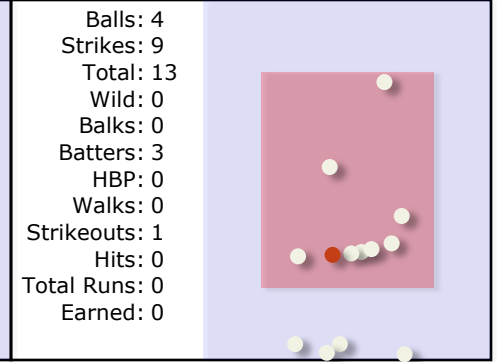 Balls: 4
Strikes: 9
Total: 13
Wild: 0
Balks: 0
Batters: 3
HBP: 0
Walks: 0
Strikeouts: 1
Hits: 0
Total Runs: 0
Earned: 0